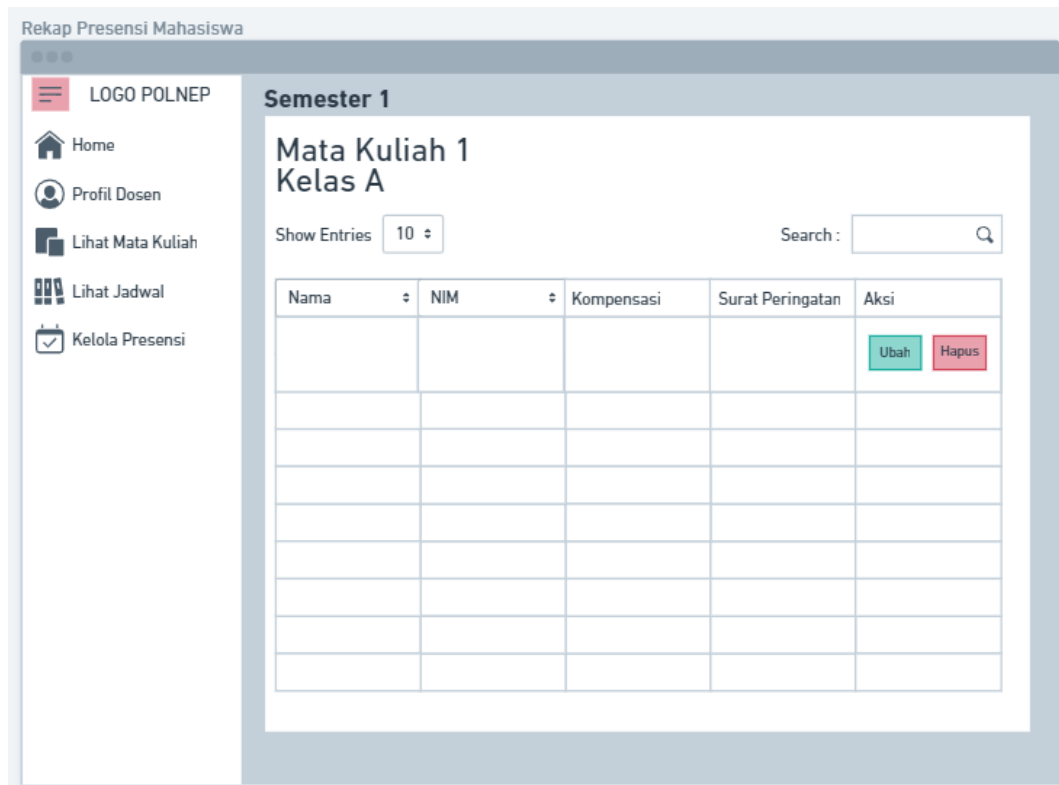 Rekap Presensi Mahasiswa
LOGO POLNEP
Home
Profil Dosen
Lihat Mata Kuliah
Lihat Jadwal
Kelola Presensi
Semester 1
Mata Kuliah 1
Kelas A
Show Entries 10 Search :
Nama NIM Kompensasi Surat Peringatan Aksi
Ubah Hapus